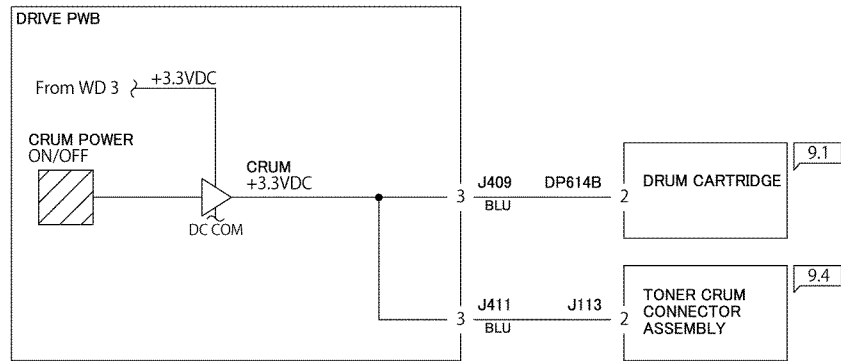 DRIVE PWB
From WD 3
+3.3VDC
CRUM POWER
ON/OFF
CRUM
+3.3VDC
DC COM
3
J409
DP614B
BLU
2
DRUM CARTRIDGE
9.1
3
J411
J113
BLU
2
TONER CRUM
CONNECTOR
ASSEMBLY
9.4